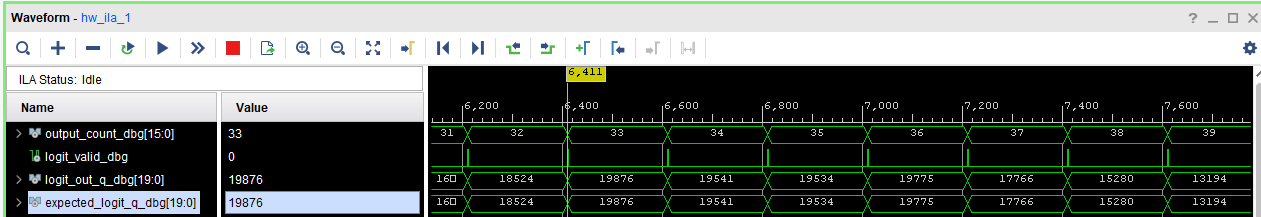 Waveform - hw_ila_1
ILA Status: Idle
6,411
6,200 6,400 6,600 6,800 7,000 7,200 7,400 7,600
Name Value
output_count_dbg[15:0] 33 31 32 33 34 35 36 37 38 39
logit_valid_dbg 0
logit_out_q_dbg[19:0] 19876 16 18524 19876 19541 19534 19775 17766 15280 13194
expected_logit_q_dbg[19:0] 19876 16 18524 19876 19541 19534 19775 17766 15280 13194